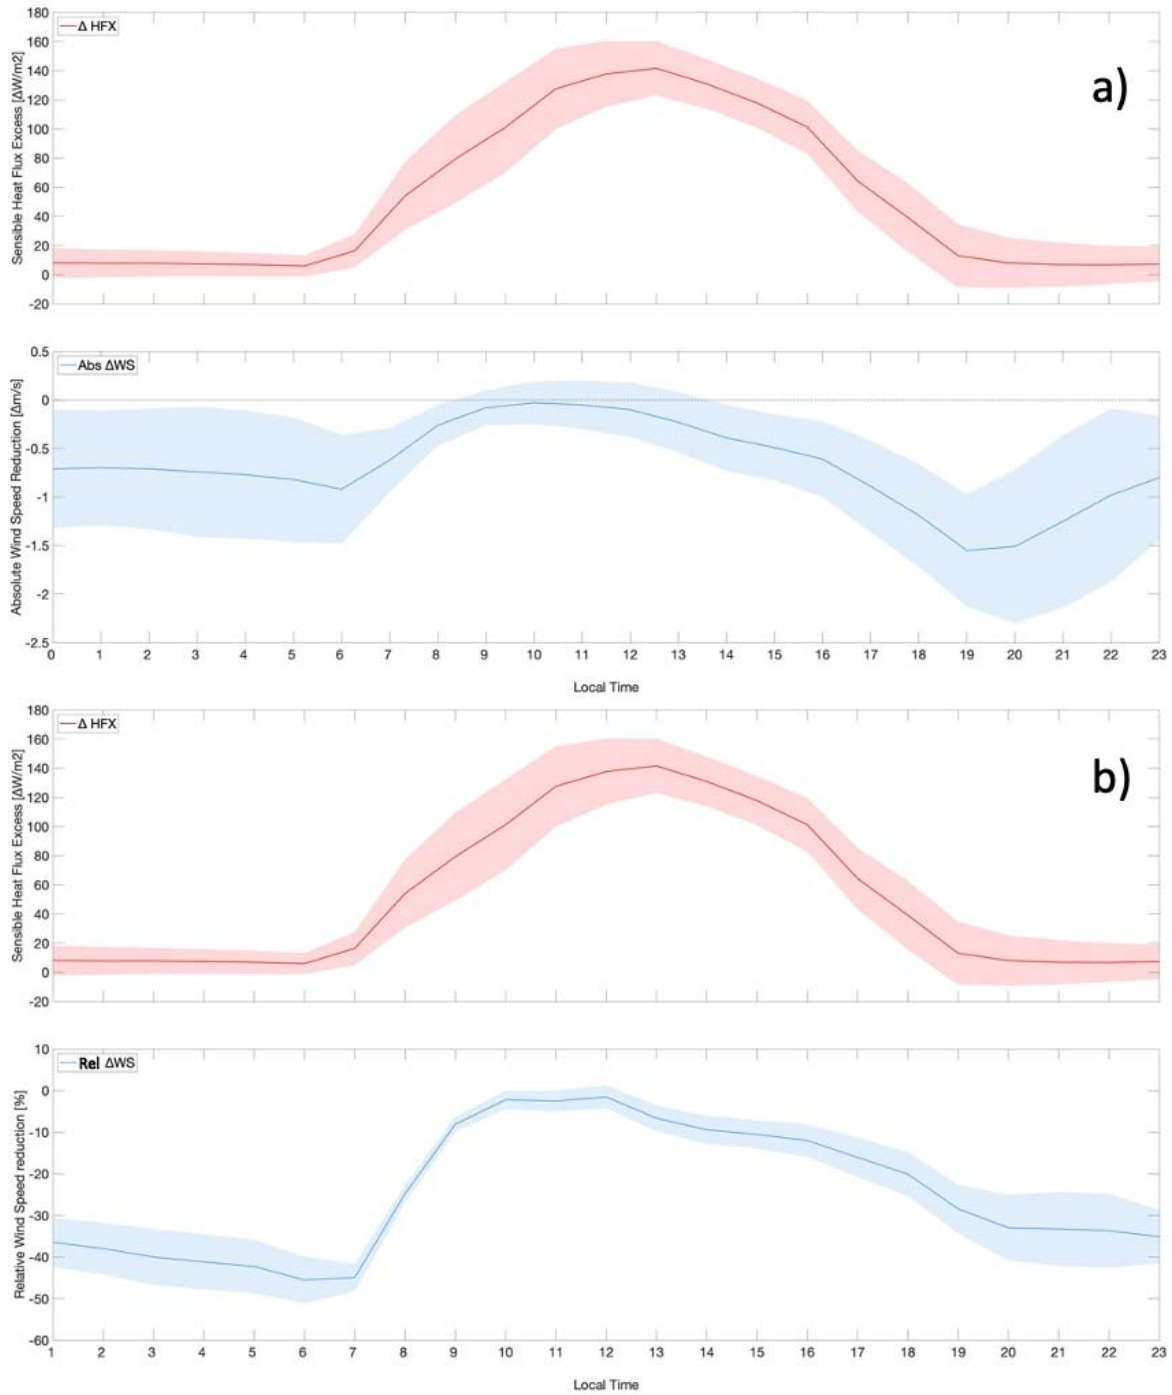 180
160
140
120
100
80
60
40
20
0
-20
Sensible Heat Flux Excess [ΔW/m2]
Δ HFX
a)
0.5
0
-0.5
-1
-1.5
-2
-2.5
Absolute Wind Speed Reduction [Δm/s]
Abs ΔWS
0 1 2 3 4 5 6 7 8 9 10 11 12 13 14 15 16 17 18 19 20 21 22 23
Local Time
180
160
140
120
100
80
60
40
20
0
-20
Sensible Heat Flux Excess [ΔW/m2]
Δ HFX
b)
10
0
-10
-20
-30
-40
-50
-60
Relative Wind Speed reduction [%]
Rel ΔWS
1 2 3 4 5 6 7 8 9 10 11 12 13 14 15 16 17 18 19 20 21 22 23
Local Time